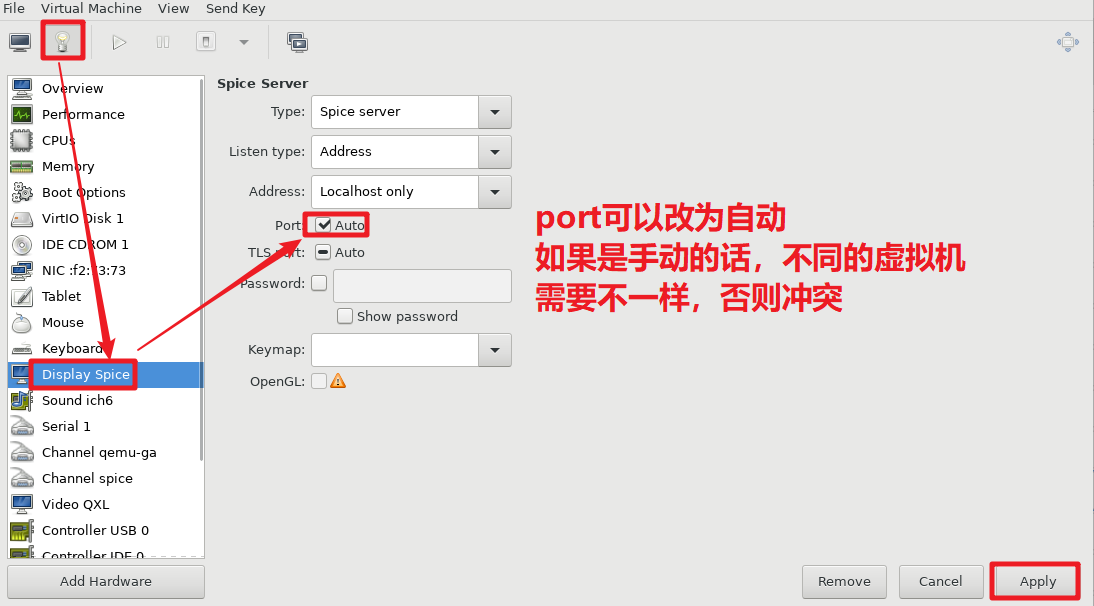 File Virtual Machine View Send Key
Overview
Performance
CPUs
Memory
Boot Options
VirtIO Disk 1
IDE CDROM 1
NIC :f2:73:73
Tablet
Mouse
Keyboard
Display Spice
Sound ich6
Serial 1
Channel qemu-ga
Channel spice
Video QXL
Controller USB 0
Controller IDE 0
Add Hardware
Spice Server
Type: Spice server
Listen type: Address
Address: Localhost only
Port: Auto
TLS port: Auto
Password:
Show password
Keymap:
OpenGL:
port可以改为自动
如果是手动的话，不同的虚拟机
需要不一样，否则冲突
Remove Cancel Apply